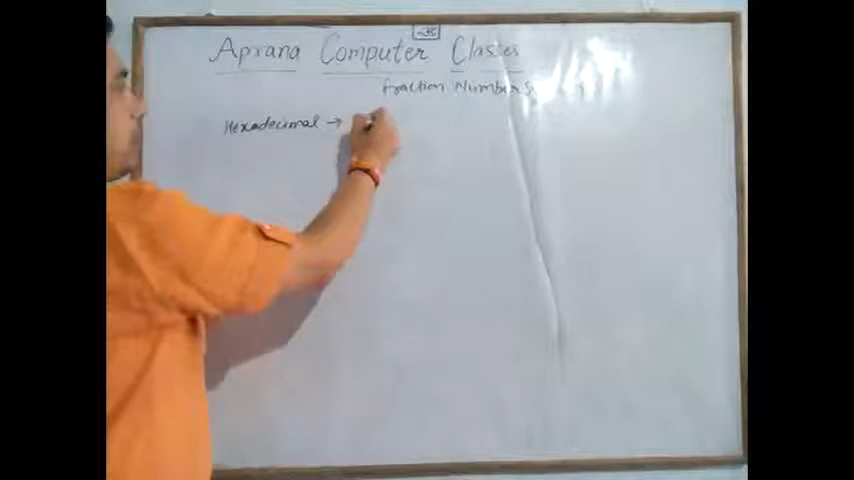 Aprana Computer Classes
Fraction Numbers
Hexadecimal →